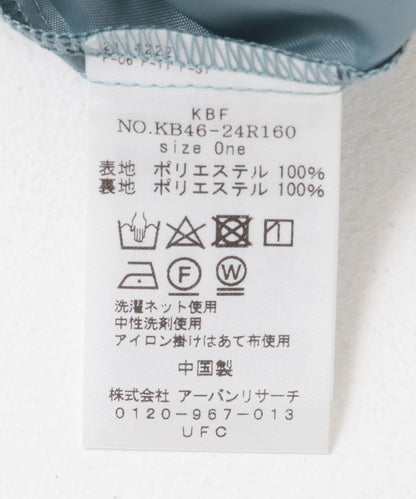 KBF
NO.KB46-24R160
size One
表地 ポリエステル 100%
裏地 ポリエステル 100%
F W
洗濯ネット使用
中性洗剤使用
アイロン掛けはあて布使用
中国製
株式会社 アーバンリサーチ
0120-967-013
UFC